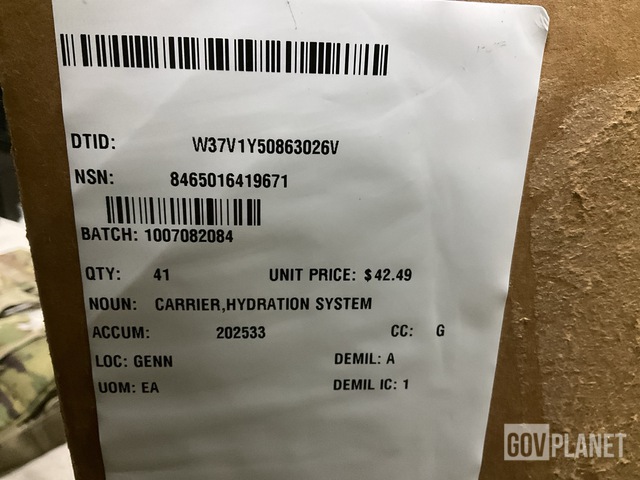 DTID: W37V1Y50863026V
NSN: 8465016419671
BATCH: 1007082084
QTY: 41 UNIT PRICE: $42.49
NOUN: CARRIER,HYDRATION SYSTEM
ACCUM: 202533 CC: G
LOC: GENN DEMIL: A
UOM: EA DEMIL IC: 1
GOVPLANET